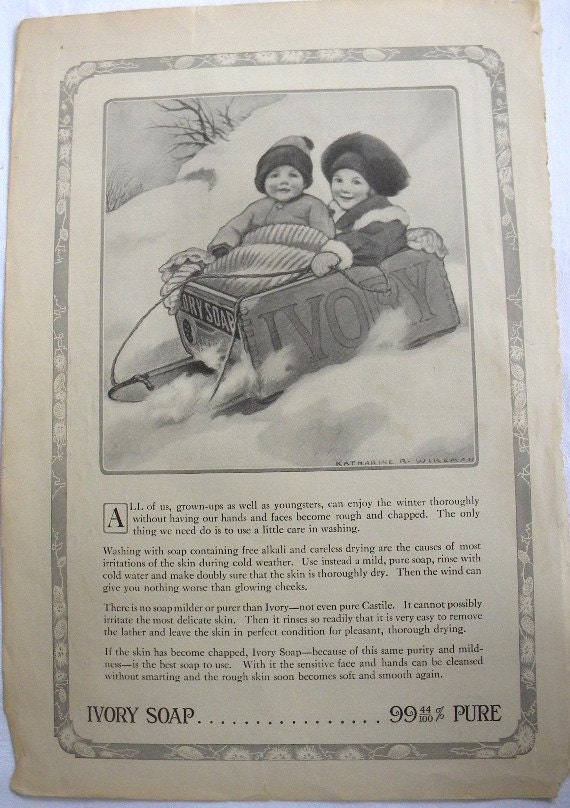 IVORY SOAP
IVORY
KATHARINE R. WIREMAN
ALL of us, grown-ups as well as youngsters, can enjoy the winter thoroughly
without having our hands and faces become rough and chapped. The only
thing we need do is to use a little care in washing.
Washing with soap containing free alkali and careless drying are the causes of most
irritations of the skin during cold weather. Use instead a mild, pure soap, rinse with
cold water and make doubly sure that the skin is thoroughly dry. Then the wind can
give you nothing worse than glowing cheeks.
There is no soap milder or purer than Ivory—not even pure Castile. It cannot possibly
irritate the most delicate skin. Then it rinses so readily that it is very easy to remove
the lather and leave the skin in perfect condition for pleasant, thorough drying.
If the skin has become chapped, Ivory Soap—because of this same purity and mild-
ness—is the best soap to use. With it the sensitive face and hands can be cleansed
without smarting and the rough skin soon becomes soft and smooth again.
IVORY SOAP. . . . . . . . . . . . . . . . . 99 44/100 % PURE